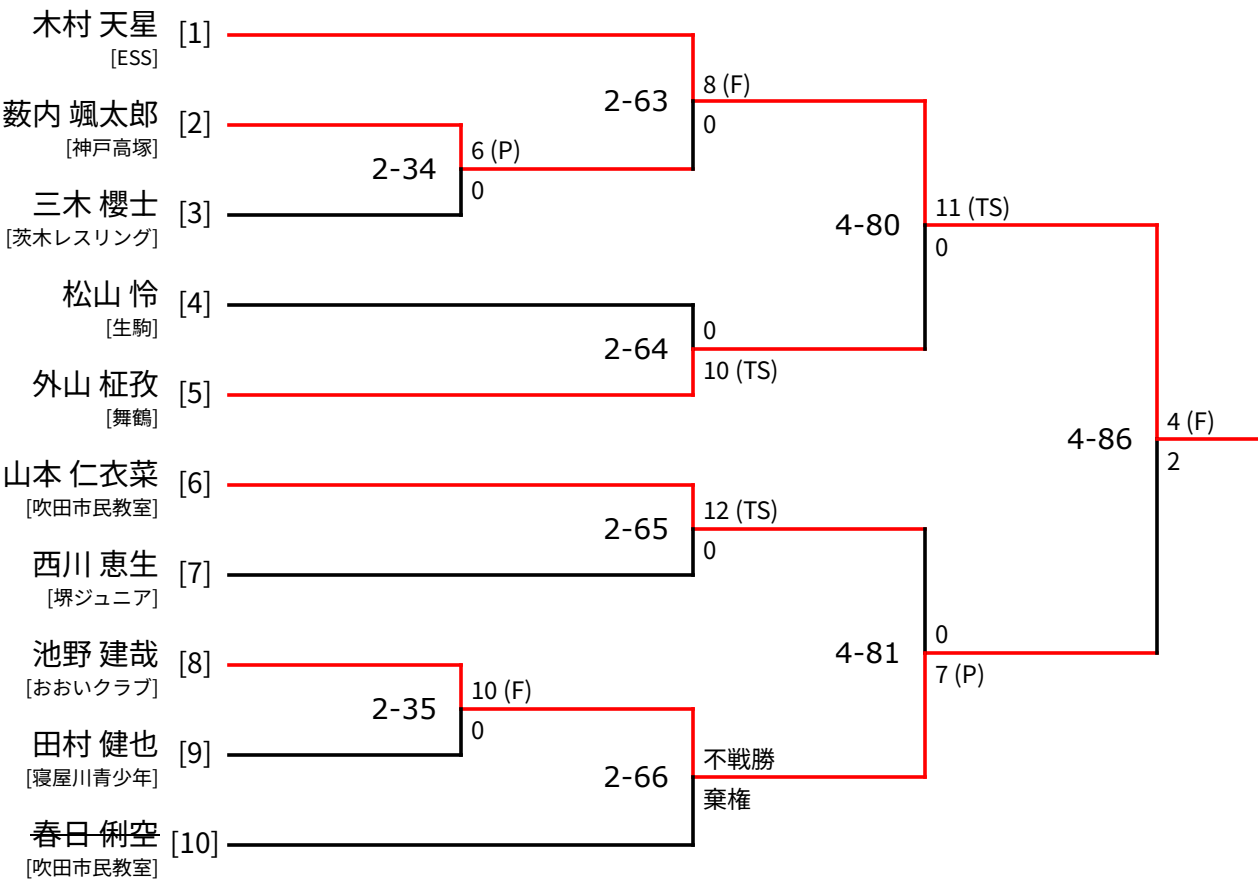 木村 天星 [1]
[ESS]
8 (F)
2-63
0
薮内 颯太郎 [2]
[神戸高塚]
6 (P)
2-34
0
三木 櫻士 [3]
[茨木レスリング]
11 (TS)
4-80
0
松山 怜 [4]
[生駒]
0
2-64
10 (TS)
外山 柾孜 [5]
[舞鶴]
4 (F)
4-86
2
山本 仁衣菜 [6]
[吹田市民教室]
12 (TS)
2-65
0
西川 恵生 [7]
[堺ジュニア]
0
4-81
7 (P)
池野 建哉 [8]
[おおいクラブ]
10 (F)
2-35
0
田村 健也 [9]
[寝屋川青少年]
不戦勝
2-66
棄権
春日 俐空 [10]
[吹田市民教室]